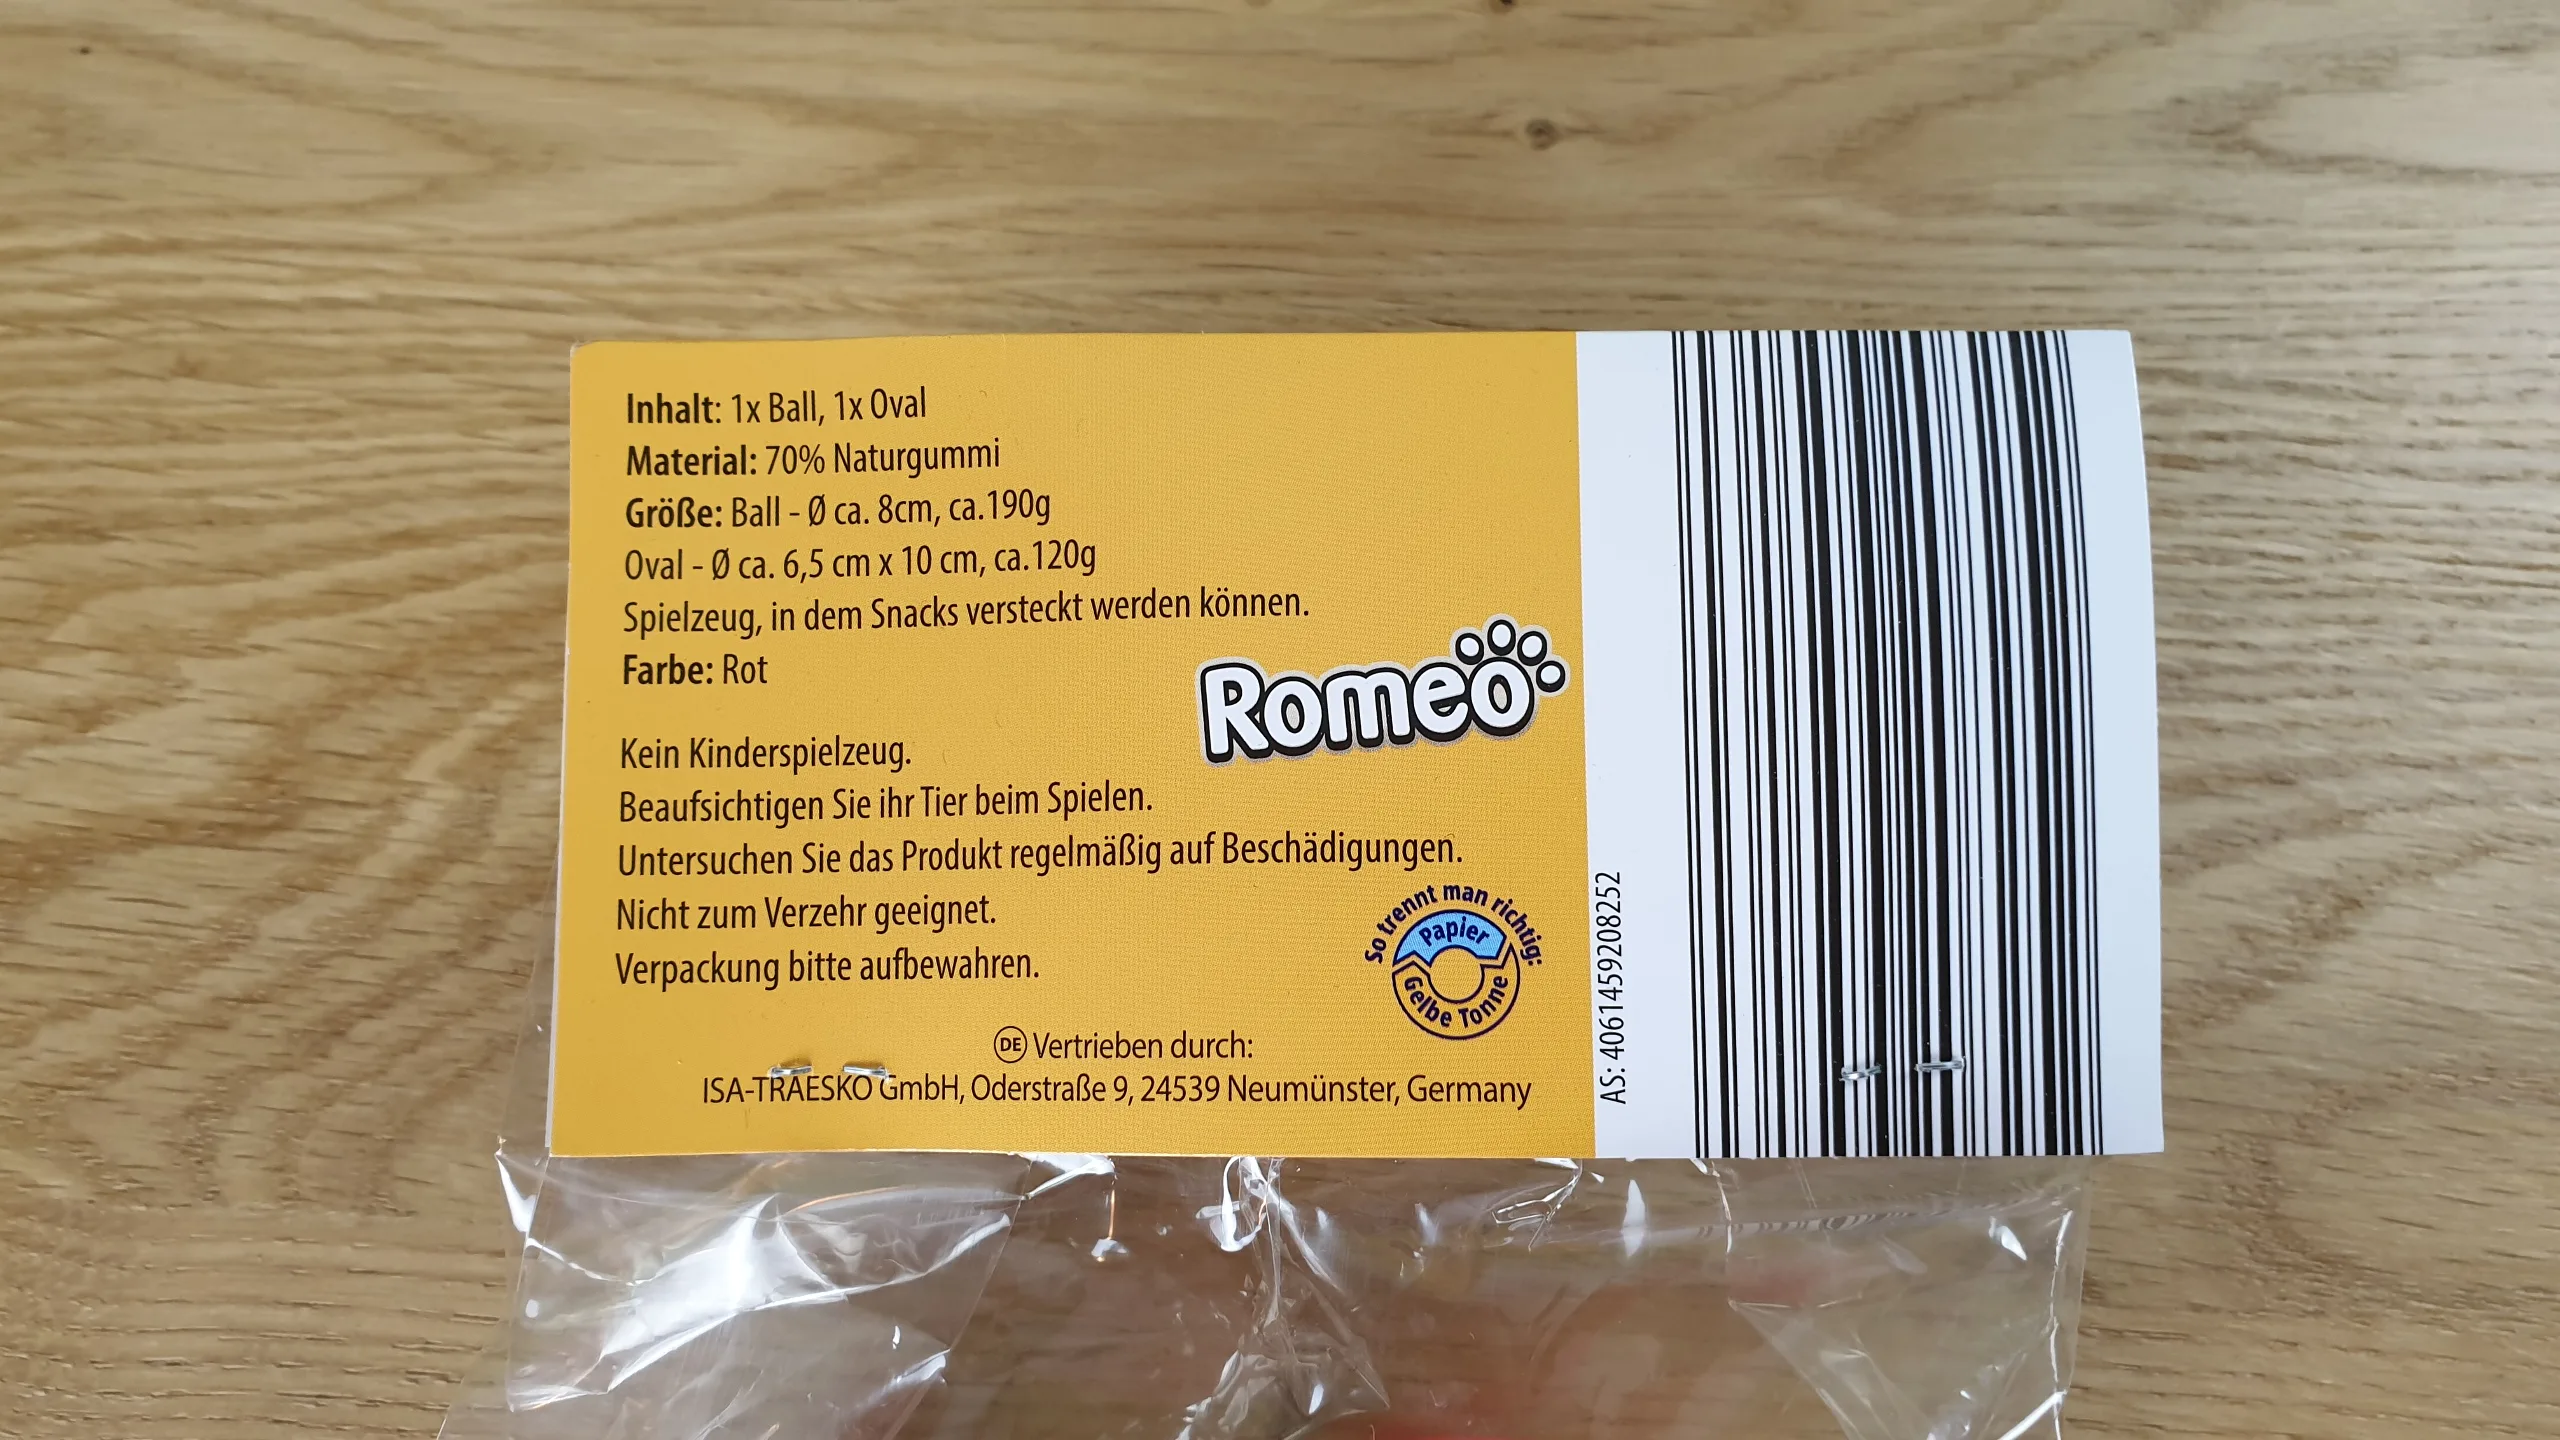 Inhalt: 1x Ball, 1x Oval
Material: 70% Naturgummi
Größe: Ball - Ø ca. 8cm, ca.190g
Oval - Ø ca. 6,5 cm x 10 cm, ca.120g
Spielzeug, in dem Snacks versteckt werden können.
Farbe: Rot
Romeo
Kein Kinderspielzeug.
Beaufsichtigen Sie ihr Tier beim Spielen.
Untersuchen Sie das Produkt regelmäßig auf Beschädigungen.
Nicht zum Verzehr geeignet.
Verpackung bitte aufbewahren.
So trennt man richtig:
Papier
Gelbe Tonne
DE Vertrieben durch:
ISA-TRAESKO GmbH, Oderstraße 9, 24539 Neumünster, Germany
AS: 4061459208252